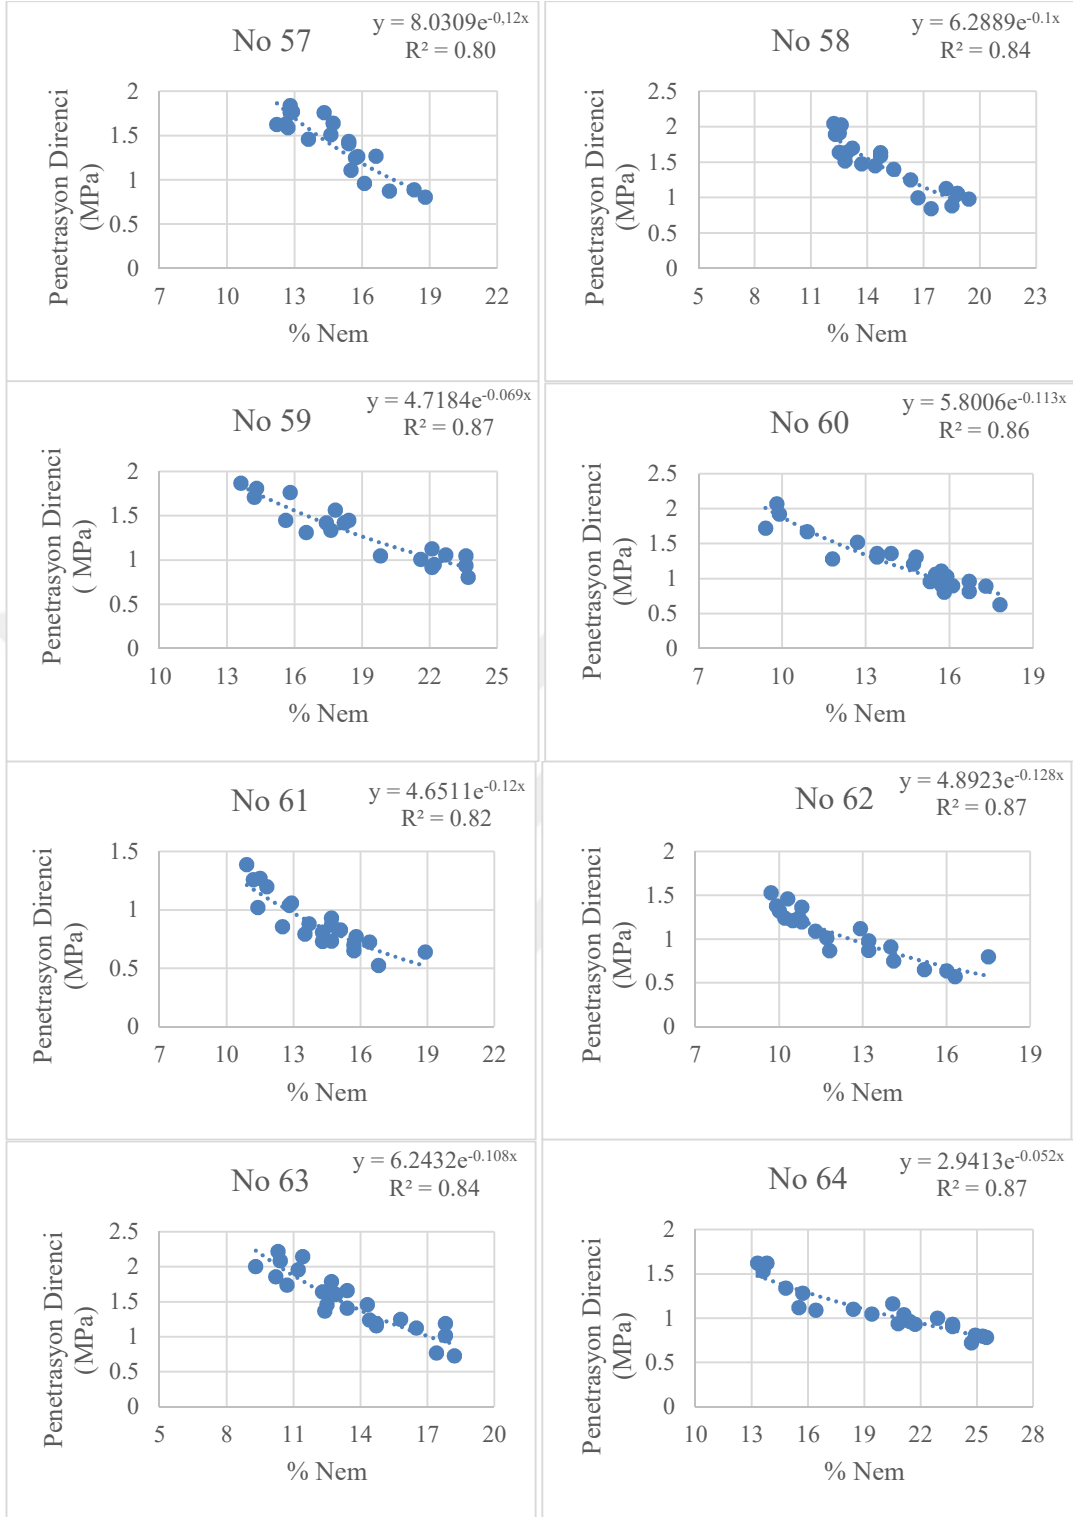 No 57
y = 8.0309e-0,12x
R² = 0.80
Penetrasyon Direnci
(MPa)
2
1.5
1
0.5
0
7 10 13 16 19 22
% Nem
No 58
y = 6.2889e-0.1x
R² = 0.84
Penetrasyon Direnci
(MPa)
2.5
2
1.5
1
0.5
0
5 8 11 14 17 20 23
% Nem
No 59
y = 4.7184e-0.069x
R² = 0.87
Penetrasyon Direnci
( MPa)
2
1.5
1
0.5
0
10 13 16 19 22 25
% Nem
No 60
y = 5.8006e-0.113x
R² = 0.86
Penetrasyon Direnci
(MPa)
2.5
2
1.5
1
0.5
0
7 10 13 16 19
% Nem
No 61
y = 4.6511e-0.12x
R² = 0.82
Penetrasyon Direnci
(MPa)
1.5
1
0.5
0
7 10 13 16 19 22
% Nem
No 62
y = 4.8923e-0.128x
R² = 0.87
Penetrasyon Direnci
(MPa)
2
1.5
1
0.5
0
7 10 13 16 19
% Nem
No 63
y = 6.2432e-0.108x
R² = 0.84
Penetrasyon Direnci
(MPa)
2.5
2
1.5
1
0.5
0
5 8 11 14 17 20
% Nem
No 64
y = 2.9413e-0.052x
R² = 0.87
Penetrasyon Direnci
(MPa)
2
1.5
1
0.5
0
10 13 16 19 22 25 28
% Nem